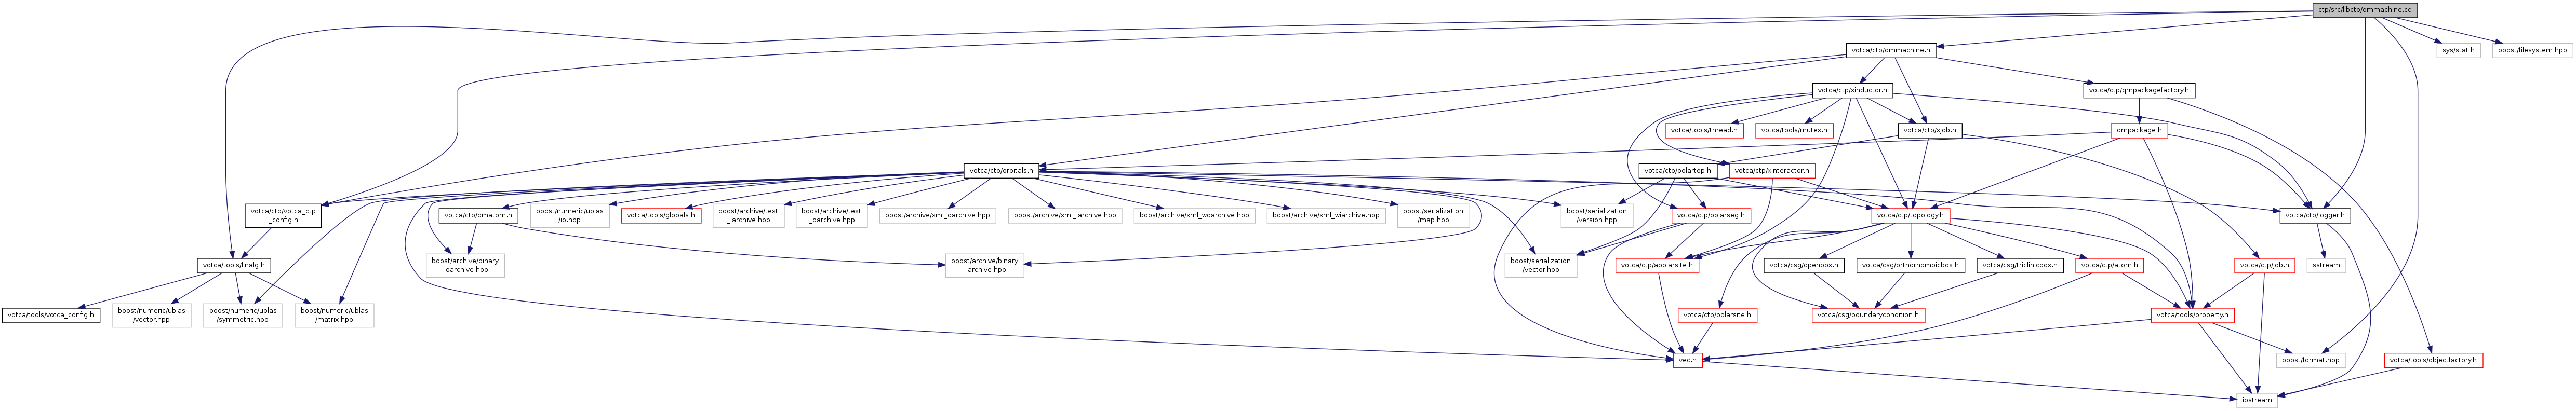 ctp/src/libctp/qmmachine.cc
votca/ctp/qmmachine.h
sys/stat.h
boost/filesystem.hpp
votca/ctp/xinductor.h
votca/ctp/qmpackagefactory.h
votca/tools/thread.h
votca/tools/mutex.h
votca/ctp/xjob.h
qmpackage.h
votca/ctp/orbitals.h
votca/ctp/polartop.h
votca/ctp/xinteractor.h
votca/ctp/votca_ctp
_config.h
votca/ctp/qmatom.h
boost/numeric/ublas
/io.hpp
votca/tools/globals.h
boost/archive/text
_iarchive.hpp
boost/archive/text
_oarchive.hpp
boost/archive/xml_oarchive.hpp
boost/archive/xml_iarchive.hpp
boost/archive/xml_woarchive.hpp
boost/archive/xml_wiarchive.hpp
boost/serialization
/map.hpp
boost/serialization
/version.hpp
votca/ctp/polarseg.h
votca/ctp/topology.h
votca/ctp/logger.h
votca/tools/linalg.h
boost/archive/binary
_oarchive.hpp
boost/archive/binary
_iarchive.hpp
boost/serialization
/vector.hpp
votca/ctp/apolarsite.h
votca/csg/openbox.h
votca/csg/orthorhombicbox.h
votca/csg/triclinicbox.h
votca/ctp/atom.h
votca/ctp/job.h
sstream
votca/tools/votca_config.h
boost/numeric/ublas
/vector.hpp
boost/numeric/ublas
/symmetric.hpp
boost/numeric/ublas
/matrix.hpp
votca/ctp/polarsite.h
votca/csg/boundarycondition.h
votca/tools/property.h
vec.h
boost/format.hpp
votca/tools/objectfactory.h
iostream